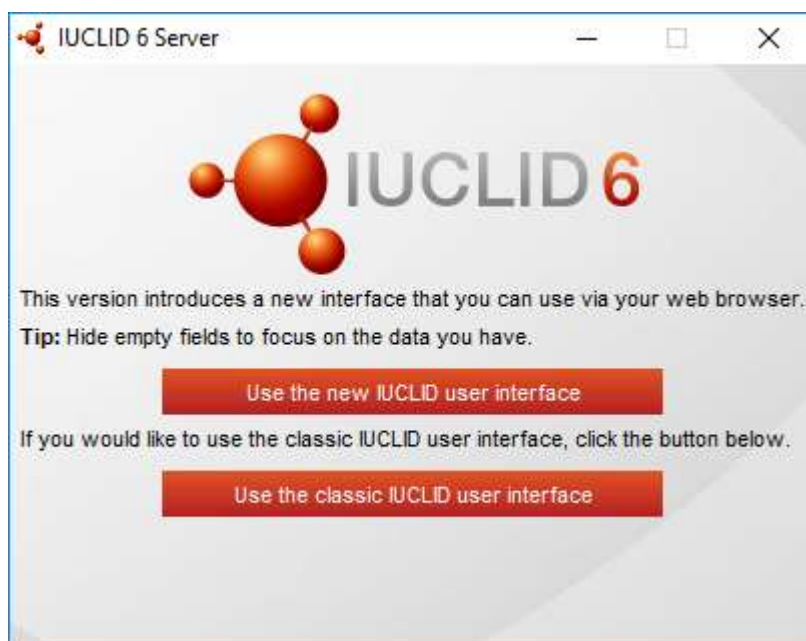 IUCLID 6 Server
IUCLID 6
This version introduces a new interface that you can use via your web browser.
Tip: Hide empty fields to focus on the data you have.
Use the new IUCLID user interface
If you would like to use the classic IUCLID user interface, click the button below.
Use the classic IUCLID user interface